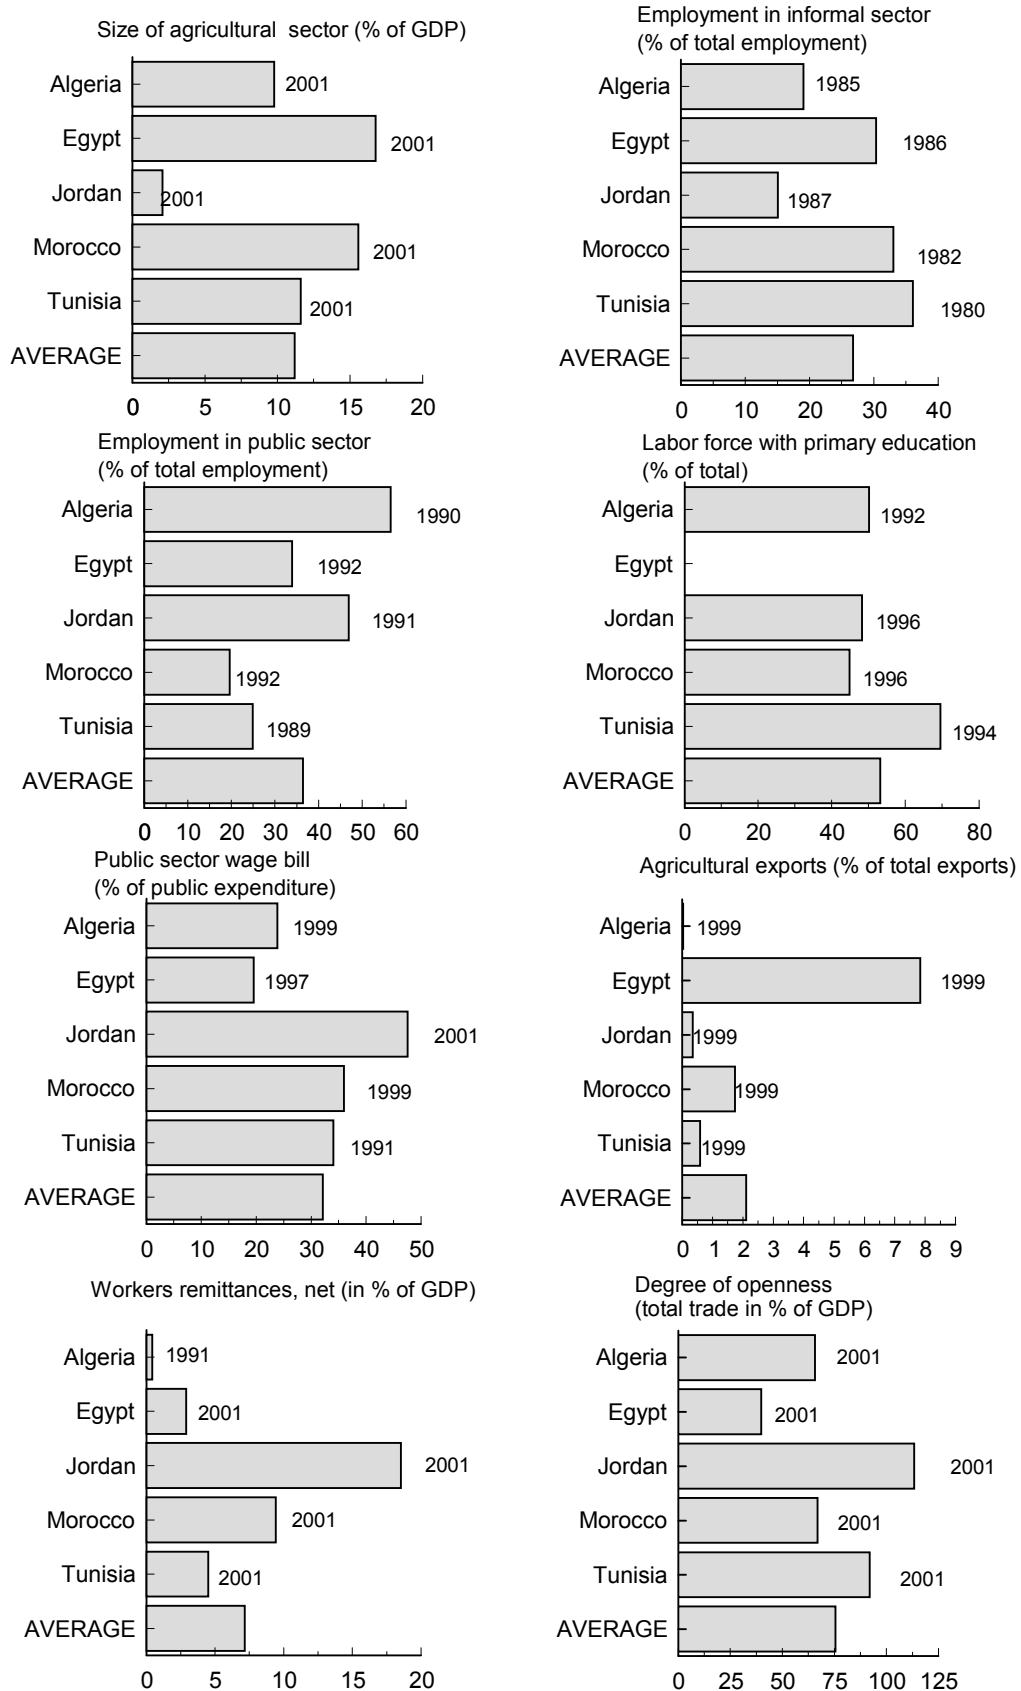 Size of agricultural sector (% of GDP)
Algeria 2001
Egypt 2001
Jordan 2001
Morocco 2001
Tunisia 2001
AVERAGE
0 5 10 15 20
Employment in informal sector
(% of total employment)
Algeria 1985
Egypt 1986
Jordan 1987
Morocco 1982
Tunisia 1980
AVERAGE
0 10 20 30 40
Employment in public sector
(% of total employment)
Algeria 1990
Egypt 1992
Jordan 1991
Morocco 1992
Tunisia 1989
AVERAGE
0 10 20 30 40 50 60
Labor force with primary education
(% of total)
Algeria 1992
Egypt
Jordan 1996
Morocco 1996
Tunisia 1994
AVERAGE
0 20 40 60 80
Public sector wage bill
(% of public expenditure)
Algeria 1999
Egypt 1997
Jordan 2001
Morocco 1999
Tunisia 1991
AVERAGE
0 10 20 30 40 50
Agricultural exports (% of total exports)
Algeria 1999
Egypt 1999
Jordan 1999
Morocco 1999
Tunisia 1999
AVERAGE
0 1 2 3 4 5 6 7 8 9
Workers remittances, net (in % of GDP)
Algeria 1991
Egypt 2001
Jordan 2001
Morocco 2001
Tunisia 2001
AVERAGE
0 5 10 15 20
Degree of openness
(total trade in % of GDP)
Algeria 2001
Egypt 2001
Jordan 2001
Morocco 2001
Tunisia 2001
AVERAGE
0 25 50 75 100 125